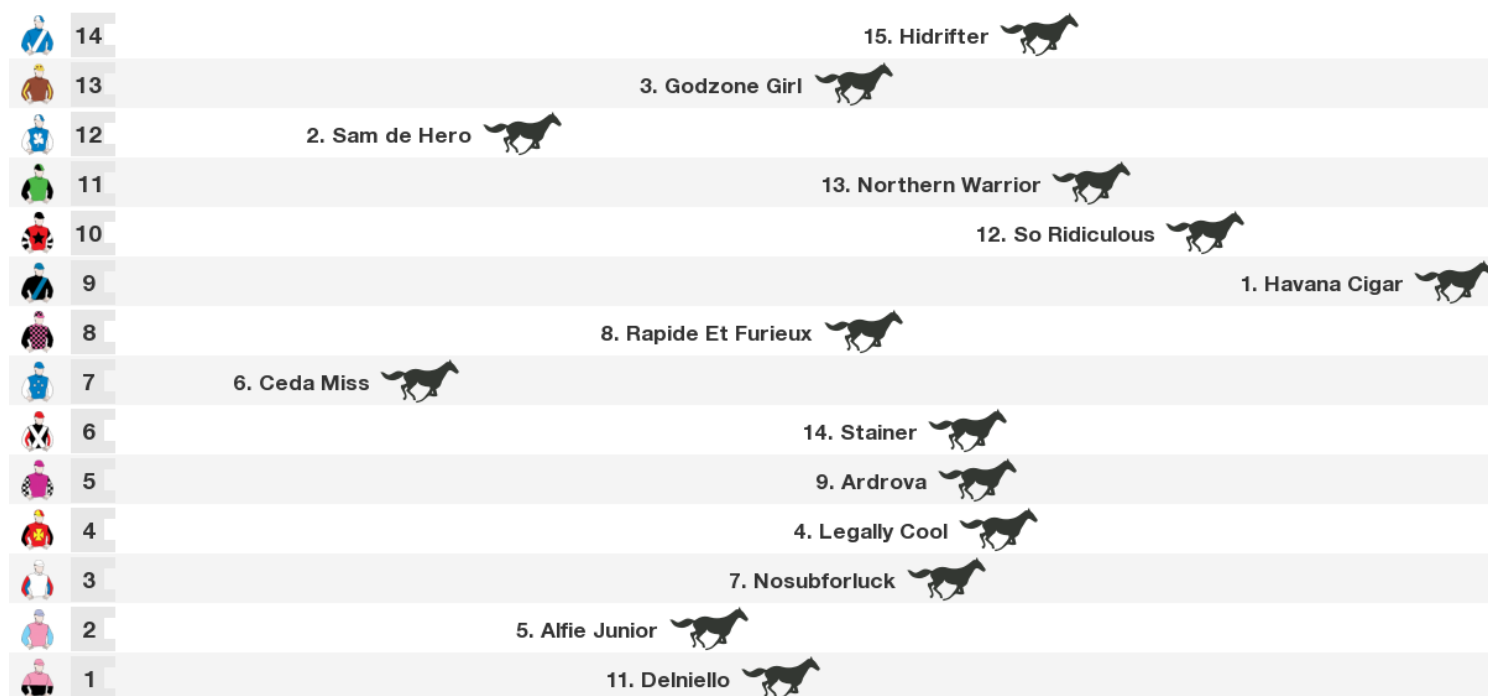 14 15. Hidrifter
13 3. Godzone Girl
12 2. Sam de Hero
11 13. Northern Warrior
10 12. So Ridiculous
9 1. Havana Cigar
8 8. Rapide Et Furieux
7 6. Ceda Miss
6 14. Stainer
5 9. Ardrova
4 4. Legally Cool
3 7. Nosubforluck
2 5. Alfie Junior
1 11. Delniello